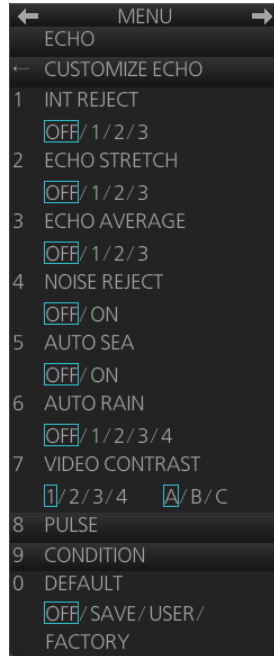 ← MENU →
ECHO
← CUSTOMIZE ECHO
1 INT REJECT
OFF/1/2/3
2 ECHO STRETCH
OFF/1/2/3
3 ECHO AVERAGE
OFF/1/2/3
4 NOISE REJECT
OFF/ON
5 AUTO SEA
OFF/ON
6 AUTO RAIN
OFF/1/2/3/4
7 VIDEO CONTRAST
1/2/3/4 A/B/C
8 PULSE
9 CONDITION
0 DEFAULT
OFF/SAVE/USER/
FACTORY